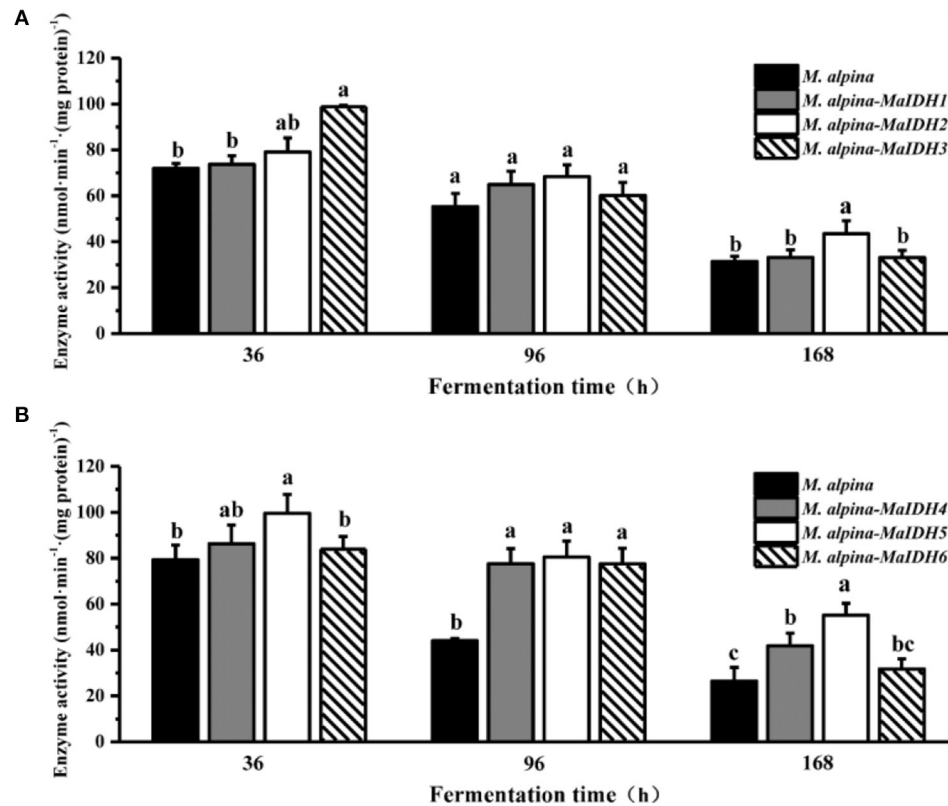 A
Enzyme activity (nmol·min⁻¹·(mg protein)⁻¹)
120
100
80
60
40
20
0
b b ab a
a a a a
b b a b
M. alpina
M. alpina-MaIDH1
M. alpina-MaIDH2
M. alpina-MaIDH3
36 96 168
Fermentation time（h）
B
Enzyme activity (nmol·min⁻¹·(mg protein)⁻¹)
120
100
80
60
40
20
0
b ab a b
b a a a
c b a bc
M. alpina
M. alpina-MaIDH4
M. alpina-MaIDH5
M. alpina-MaIDH6
36 96 168
Fermentation time（h）